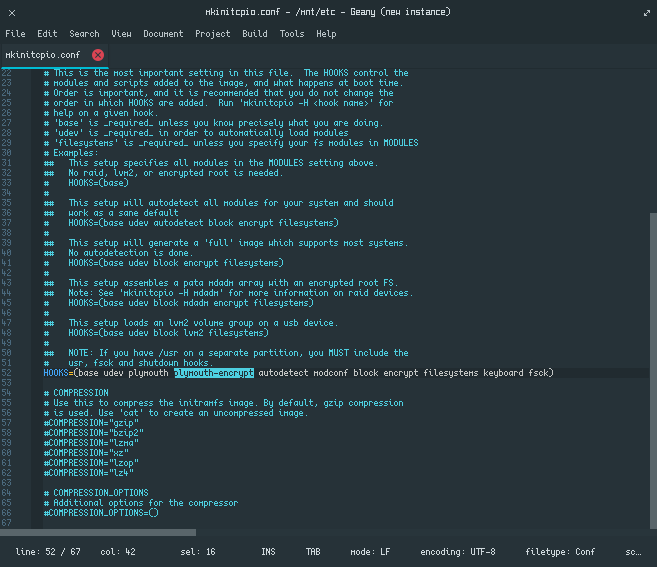 mkinitcpio.conf - /mnt/etc - Geany (new instance)
File Edit Search View Document Project Build Tools Help
mkinitcpio.conf
22 # This is the most important setting in this file.  The HOOKS control the
23 # modules and scripts added to the image, and what happens at boot time.
24 # Order is important, and it is recommended that you do not change the
25 # order in which HOOKS are added.  Run 'mkinitcpio -H <hook name>' for
26 # help on a given hook.
27 # 'base' is _required_ unless you know precisely what you are doing.
28 # 'udev' is _required_ in order to automatically load modules
29 # 'filesystems' is _required_ unless you specify your fs modules in MODULES
30 # Examples:
31 ##   This setup specifies all modules in the MODULES setting above.
32 ##   No raid, lvm2, or encrypted root is needed.
33 #    HOOKS=(base)
34 #
35 ##   This setup will autodetect all modules for your system and should
36 ##   work as a sane default
37 #    HOOKS=(base udev autodetect block encrypt filesystems)
38 #
39 ##   This setup will generate a 'full' image which supports most systems.
40 ##   No autodetection is done.
41 #    HOOKS=(base udev block encrypt filesystems)
42 #
43 ##   This setup assembles a pata mdadm array with an encrypted root FS.
44 ##   Note: See 'mkinitcpio -H mdadm' for more information on raid devices.
45 #    HOOKS=(base udev block mdadm encrypt filesystems)
46 #
47 ##   This setup loads an lvm2 volume group on a usb device.
48 #    HOOKS=(base udev block lvm2 filesystems)
49 #
50 ##   NOTE: If you have /usr on a separate partition, you MUST include the
51 #    usr, fsck and shutdown hooks.
52 HOOKS=(base udev plymouth plymouth-encrypt autodetect modconf block encrypt filesystems keyboard fsck)
53
54 # COMPRESSION
55 # Use this to compress the initramfs image. By default, gzip compression
56 # is used. Use 'cat' to create an uncompressed image.
57 #COMPRESSION="gzip"
58 #COMPRESSION="bzip2"
59 #COMPRESSION="lzma"
60 #COMPRESSION="xz"
61 #COMPRESSION="lzop"
62 #COMPRESSION="lz4"
63
64 # COMPRESSION_OPTIONS
65 # Additional options for the compressor
66 #COMPRESSION_OPTIONS=()
67
line: 52 / 67 col: 42 sel: 16 INS TAB mode: LF encoding: UTF-8 filetype: Conf sc...